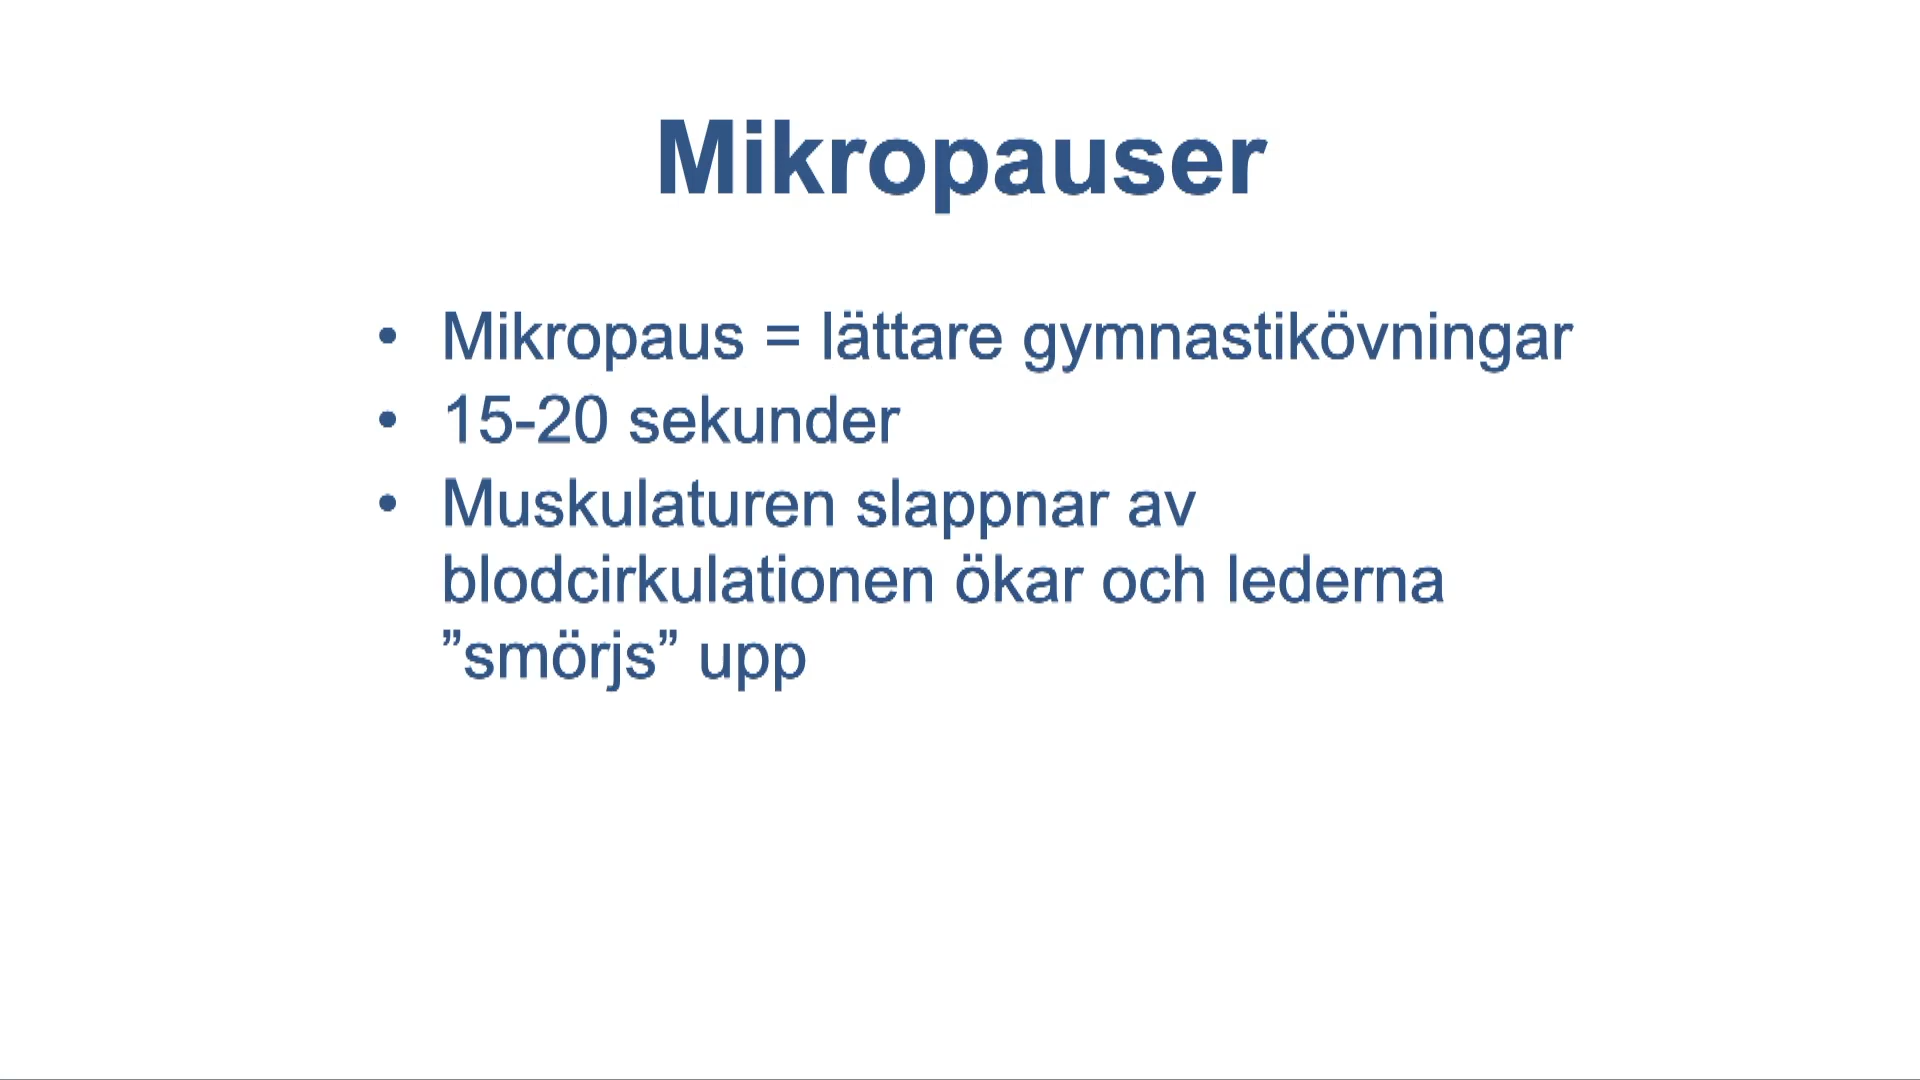 Mikropauser
• Mikropaus = lättare gymnastikövningar
• 15-20 sekunder
• Muskulaturen slappnar av
blodcirkulationen ökar och lederna
”smörjs” upp